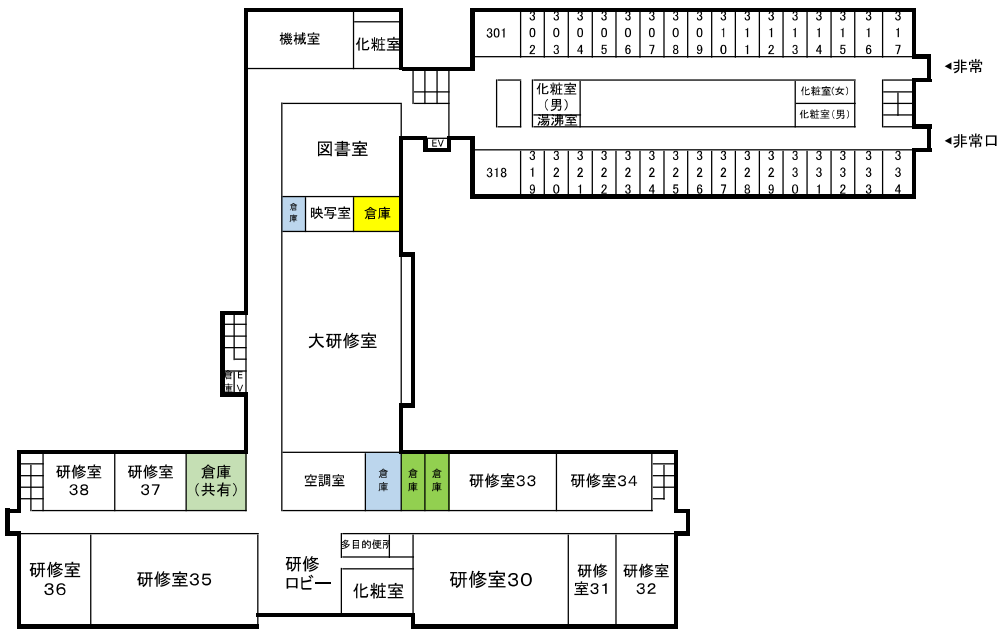 機械室
化粧室
301
302
303
304
305
306
307
308
309
310
311
312
313
314
315
316
317
◂非常
化粧室
（男）
湯沸室
化粧室(女)
化粧室(男)
EV
◂非常口
318
319
320
321
322
323
324
325
326
327
328
329
330
331
332
333
334
図書室
倉庫
映写室
倉庫
大研修室
倉庫
EV
研修室
38
研修室
37
倉庫
（共有）
空調室
倉庫
倉庫
倉庫
研修室33
研修室34
研修室
36
研修室35
研修
ロビー
多目的便所
化粧室
研修室30
研修
室31
研修室
32